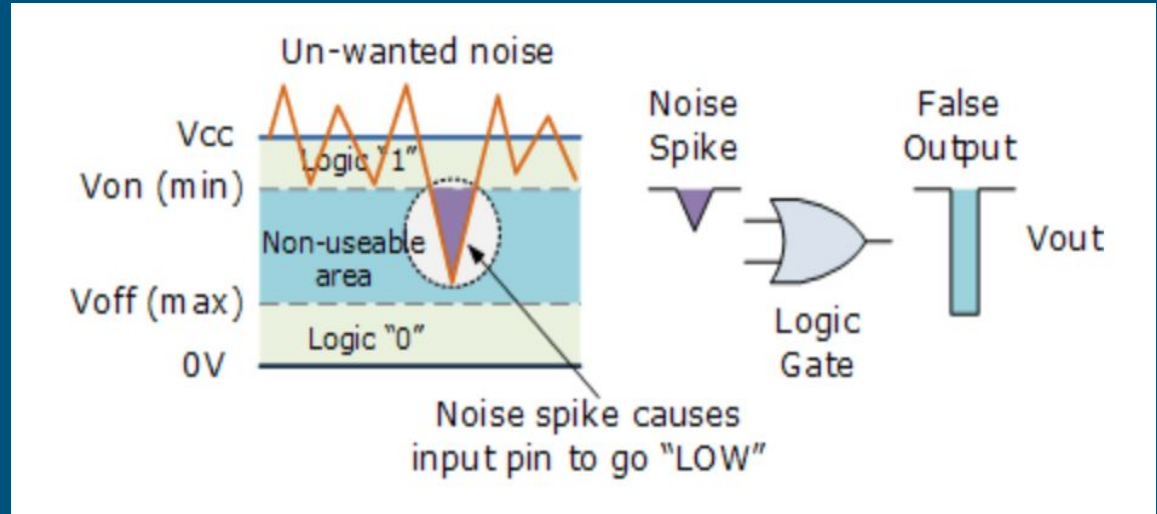 Un-wanted noise
Vcc
Logic "1"
Von (min)
Non-useable
area
Voff (max)
Logic "0"
0V
Noise spike causes
input pin to go "LOW"
Noise
Spike
Logic
Gate
False
Output
Vout